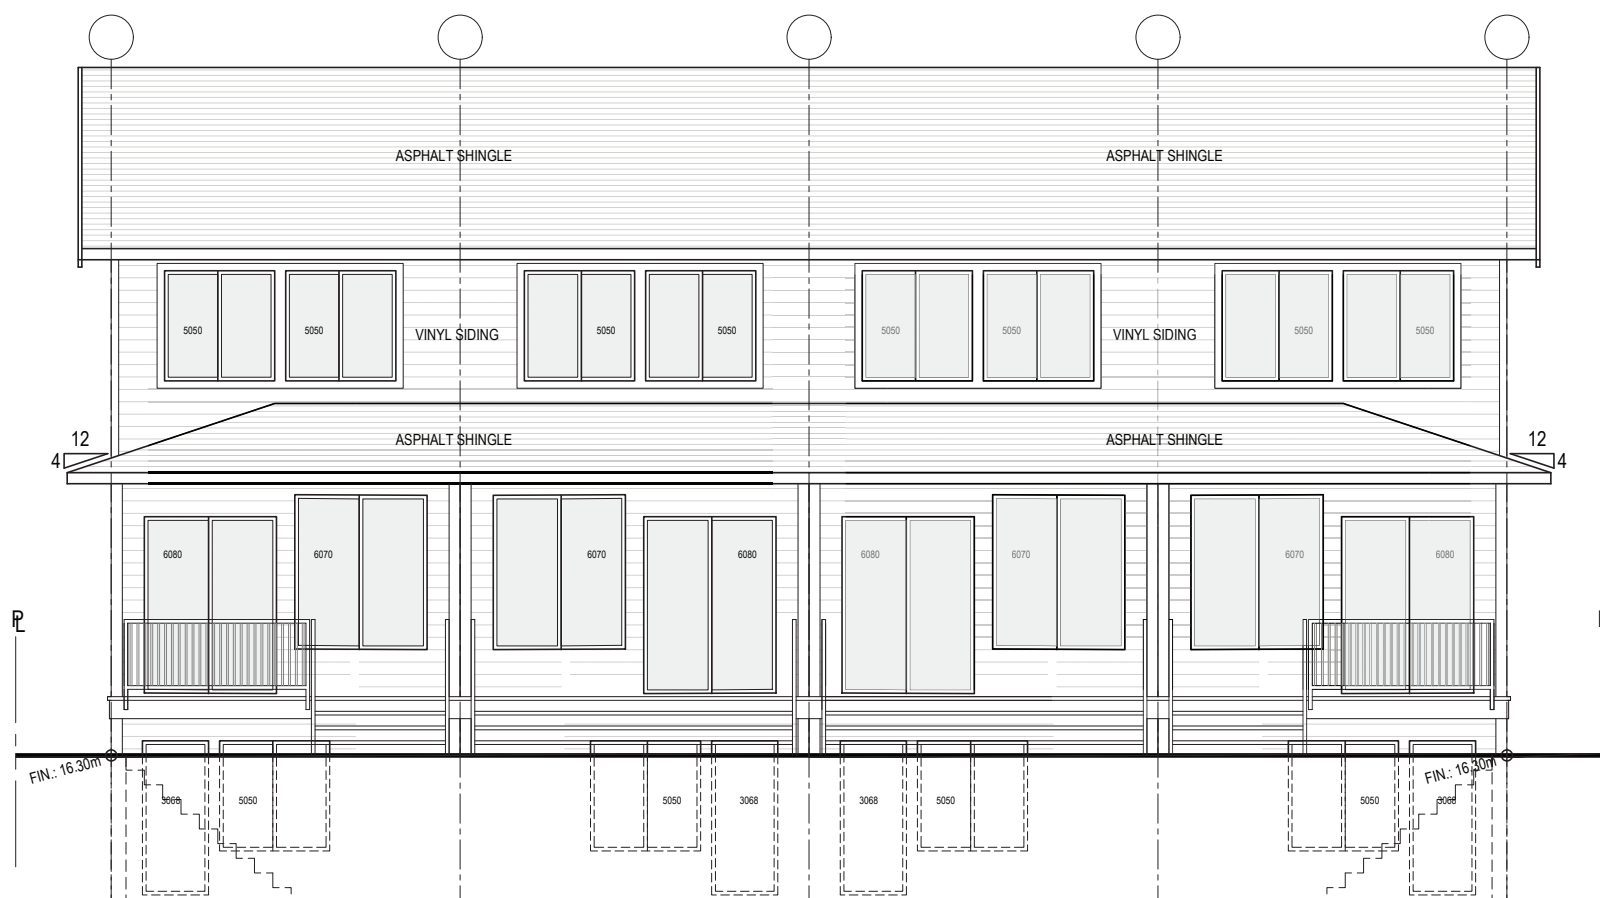 ASPHALT SHINGLE ASPHALT SHINGLE
5050 5050 VINYL SIDING 5050 5050 5050 5050 VINYL SIDING 5050 5050
12 ASPHALT SHINGLE ASPHALT SHINGLE 12
4 4
6080 6070 6070 6080 6080 6070 6070 6080
PL
FIN.: 16.30m FIN.: 16.30m
3068 5050 5050 3068 3068 5050 5050 3068